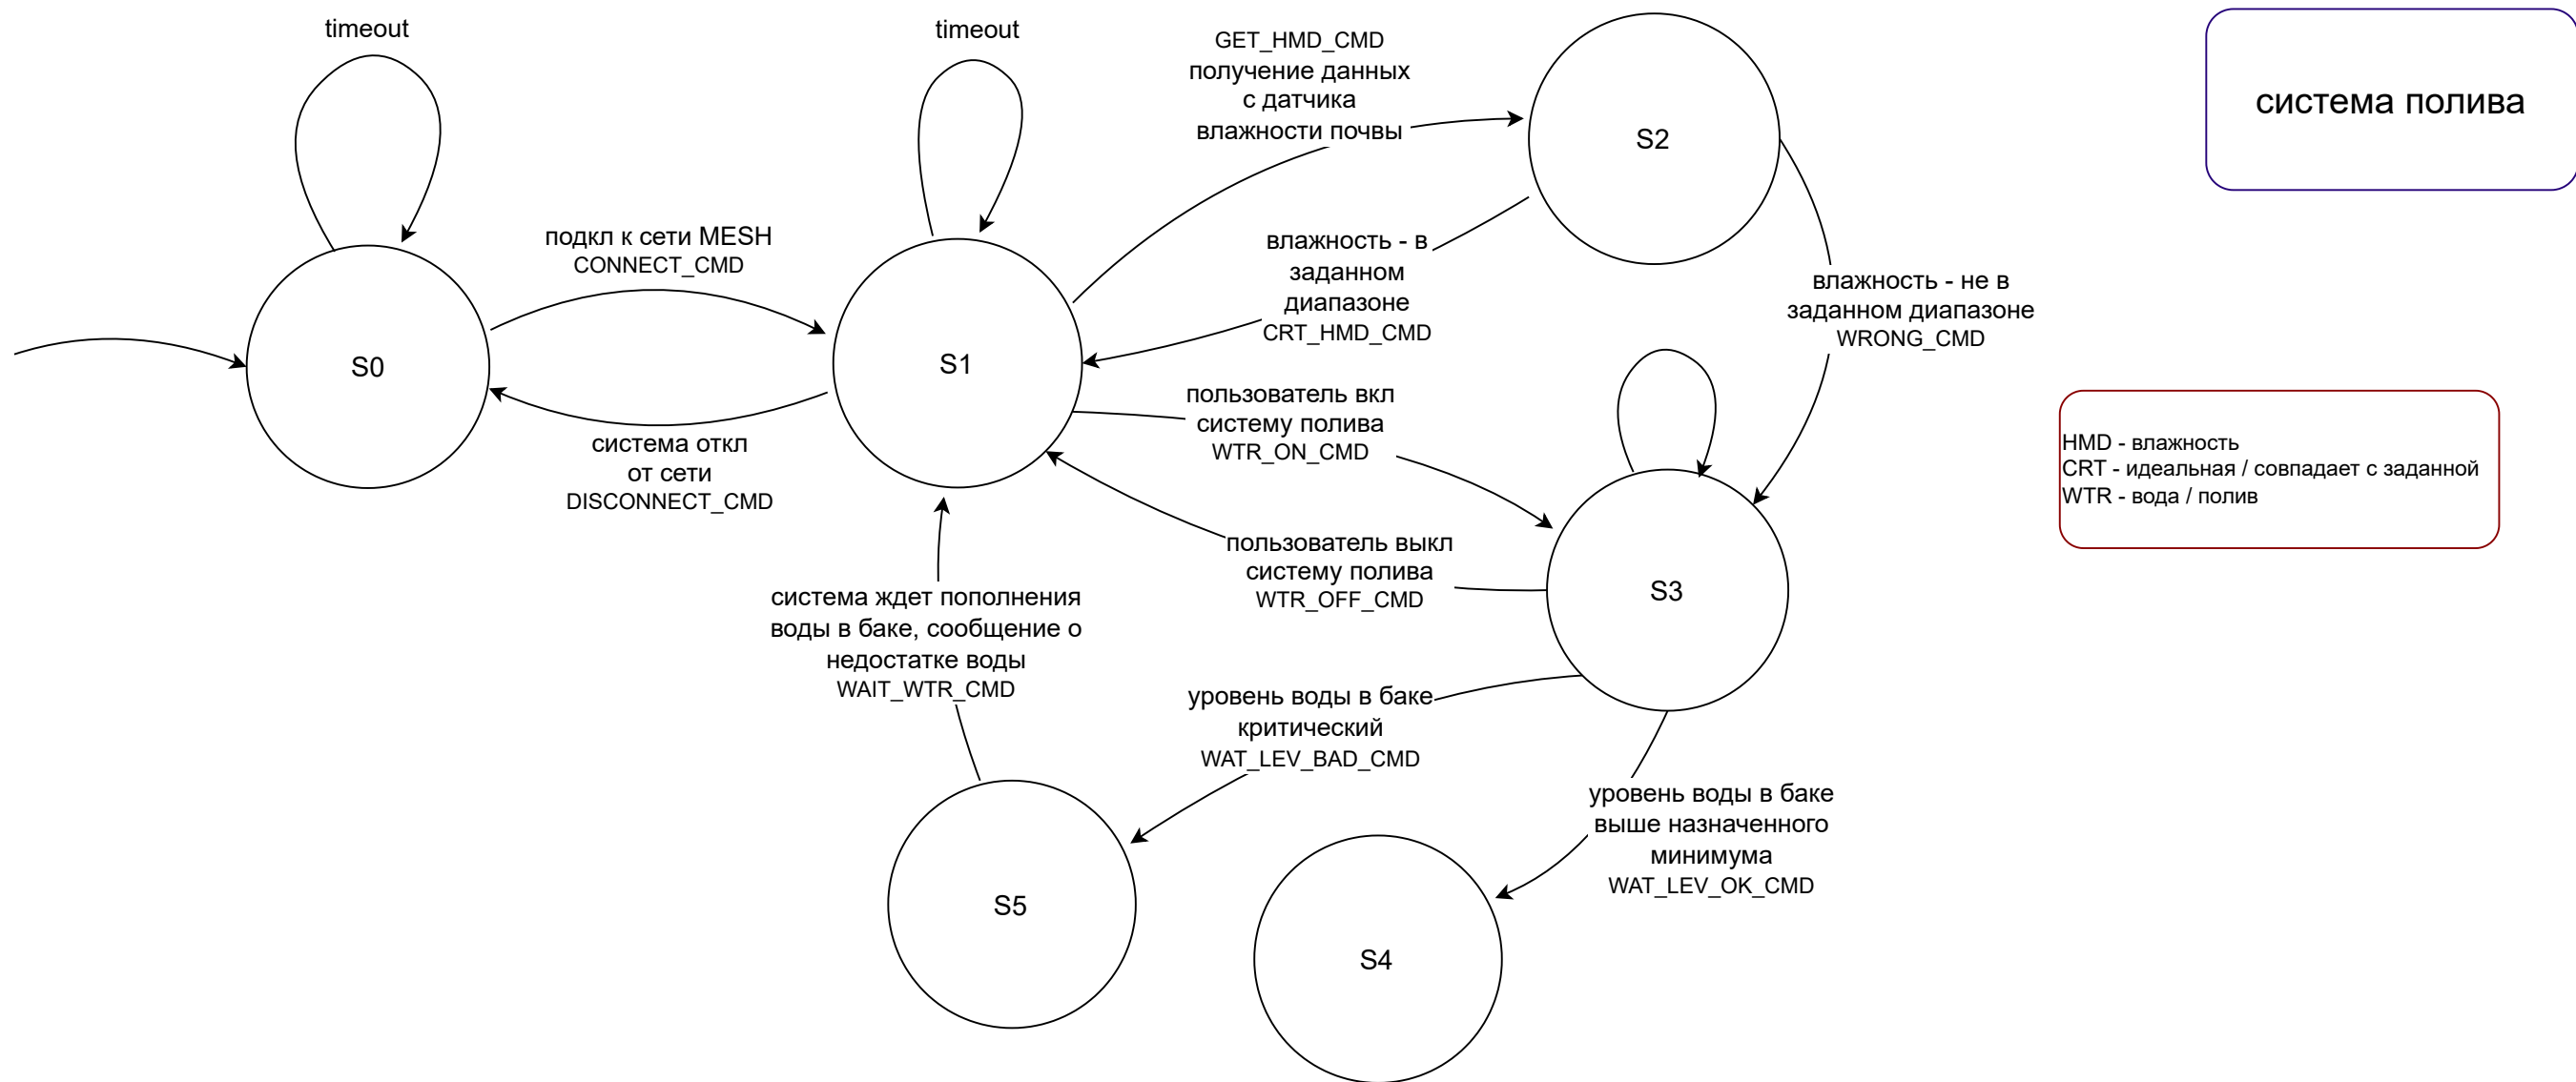 timeout
timeout
GET_HMD_CMD
получение данных
с датчика
влажности почвы
S2
система полива
подкл к сети MESH
CONNECT_CMD
влажность - в
заданном
диапазоне
CRT_HMD_CMD
влажность - не в
заданном диапазоне
WRONG_CMD
S0
S1
пользователь вкл
систему полива
WTR_ON_CMD
система откл
от сети
DISCONNECT_CMD
HMD - влажность
CRT - идеальная / совпадает с заданной
WTR - вода / полив
пользователь выкл
систему полива
WTR_OFF_CMD
S3
система ждет пополнения
воды в баке, сообщение о
недостатке воды
WAIT_WTR_CMD
уровень воды в баке
критический
WAT_LEV_BAD_CMD
уровень воды в баке
выше назначенного
минимума
WAT_LEV_OK_CMD
S5
S4